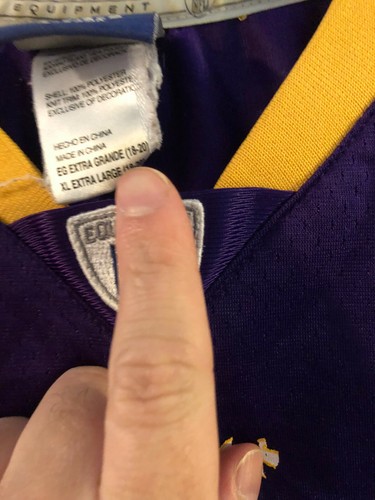 EQUIPMENT
NFL
SHELL: 100% POLYESTER
KNIT TRIM: 100% POLYESTER
EXCLUSIVE OF DECORATION
HECHO EN CHINA
MADE IN CHINA
EG EXTRA GRANDE (18-20)
XL EXTRA LARGE